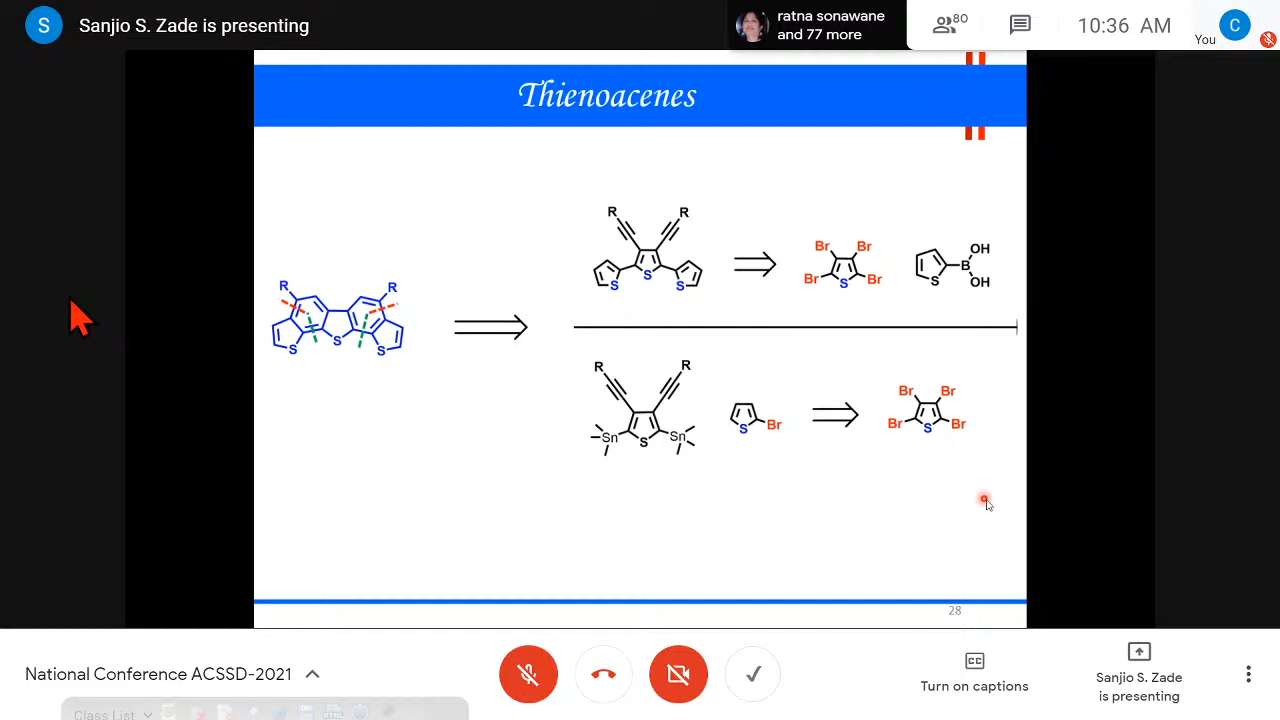 S
Sanjio S. Zade is presenting
ratna sonawane
and 77 more
80
10:36 AM
You
C
Thienoacenes
R R
S S S
R R
S S S
Br Br
Br Br
S
S
B
OH
OH
R R
Sn Sn
S
S Br
Br Br
Br Br
S
28
National Conference ACSSD-2021
CC
Turn on captions
Sanjio S. Zade
is presenting
Class List